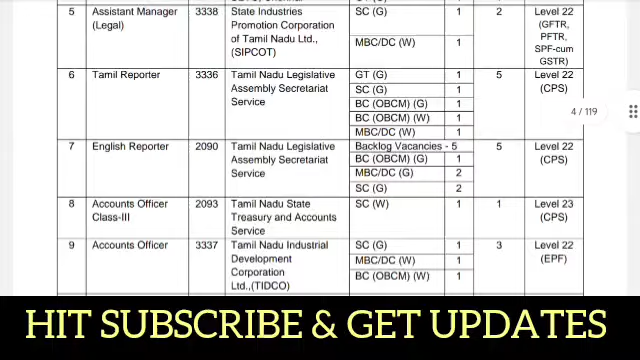 GT (G) 1
5 Assistant Manager (Legal) 3338 State Industries Promotion Corporation of Tamil Nadu Ltd., (SIPCOT) SC (G) 1 2 Level 22 (GFTR, PFTR, SPF-cum GSTR)
MBC/DC (W) 1
6 Tamil Reporter 3336 Tamil Nadu Legislative Assembly Secretariat Service GT (G) 1 5 Level 22 (CPS)
SC (G) 1
BC (OBCM) (G) 1
BC (OBCM) (W) 1
MBC/DC (W) 1
4 / 119
7 English Reporter 2090 Tamil Nadu Legislative Assembly Secretariat Service Backlog Vacancies - 5 5 Level 22 (CPS)
BC (OBCM) (G) 1
MBC/DC (G) 2
SC (G) 2
8 Accounts Officer Class-III 2093 Tamil Nadu State Treasury and Accounts Service SC (W) 1 1 Level 23 (CPS)
9 Accounts Officer 3337 Tamil Nadu Industrial Development Corporation Ltd.,(TIDCO) SC (G) 1 3 Level 22 (EPF)
MBC/DC (W) 1
BC (OBCM) (W) 1
HIT SUBSCRIBE & GET UPDATES